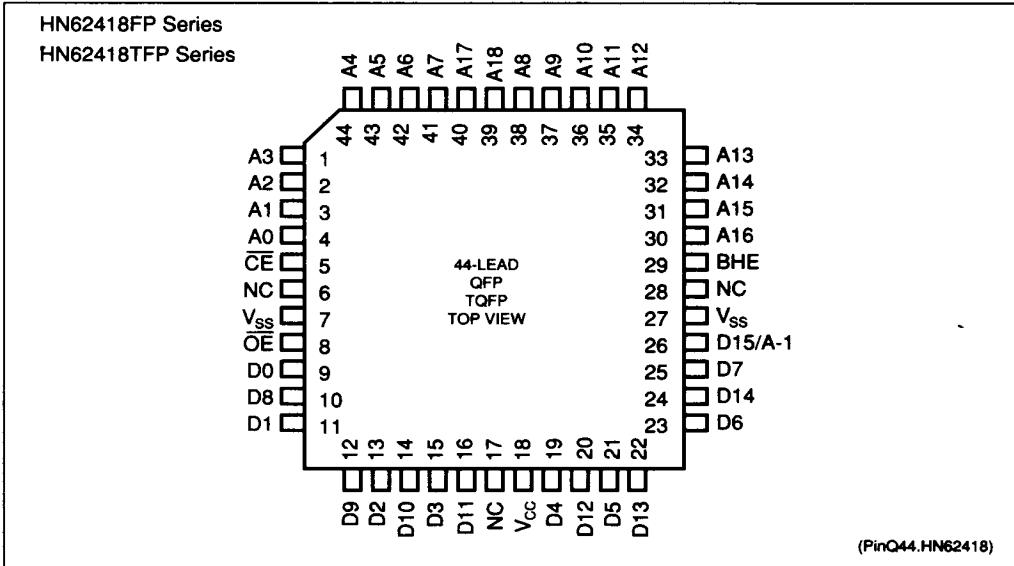 HN62418FP Series
HN62418TFP Series
A4 A5 A6 A7 A17 A18 A8 A9 A10 A11 A12
44 43 42 41 40 39 38 37 36 35 34
A3 1 33 A13
A2 2 32 A14
A1 3 31 A15
A0 4 30 A16
C̅E̅ 5 29 BHE
NC 6 28 NC
VSS 7 27 VSS
O̅E̅ 8 26 D15/A-1
D0 9 25 D7
D8 10 24 D14
D1 11 23 D6
44-LEAD
QFP
TQFP
TOP VIEW
12 13 14 15 16 17 18 19 20 21 22
D9 D2 D10 D3 D11 NC VCC D4 D12 D5 D13
(PinQ44.HN62418)